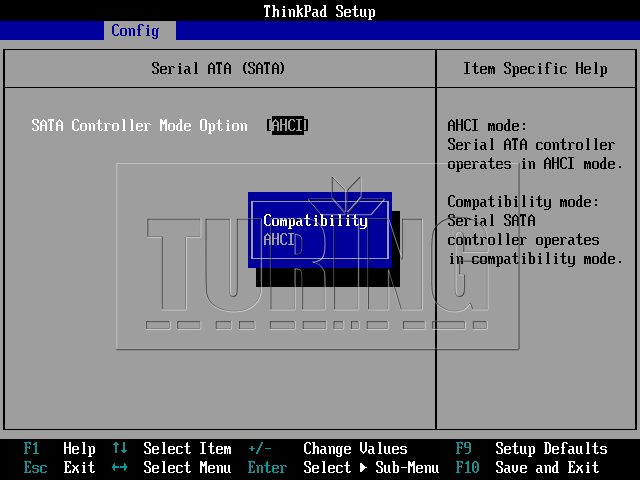 ThinkPad Setup
Config
Serial ATA (SATA)
Item Specific Help
SATA Controller Mode Option [AHCI]
AHCI mode:
Serial ATA controller
operates in AHCI mode.
Compatibility mode:
Serial SATA
controller operates
in compatibility mode.
Compatibility
AHCI
TURING
F1 Help ↑↓ Select Item +/- Change Values F9 Setup Defaults
Esc Exit ←→ Select Menu Enter Select ▶ Sub-Menu F10 Save and Exit